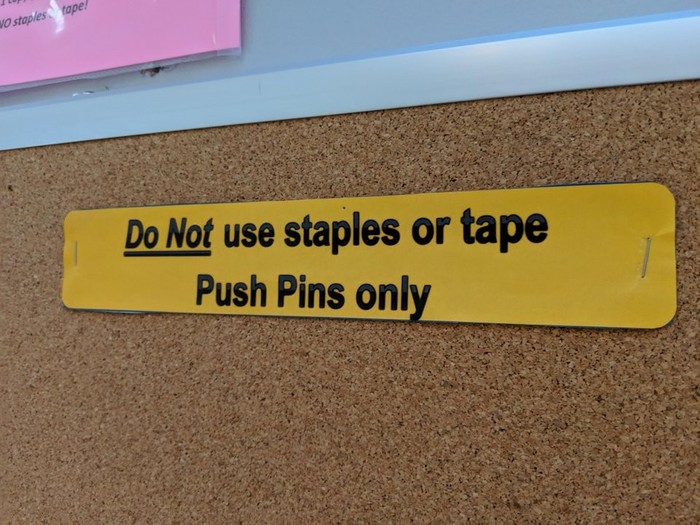 NO staples
tape!
Do Not use staples or tape
Push Pins only